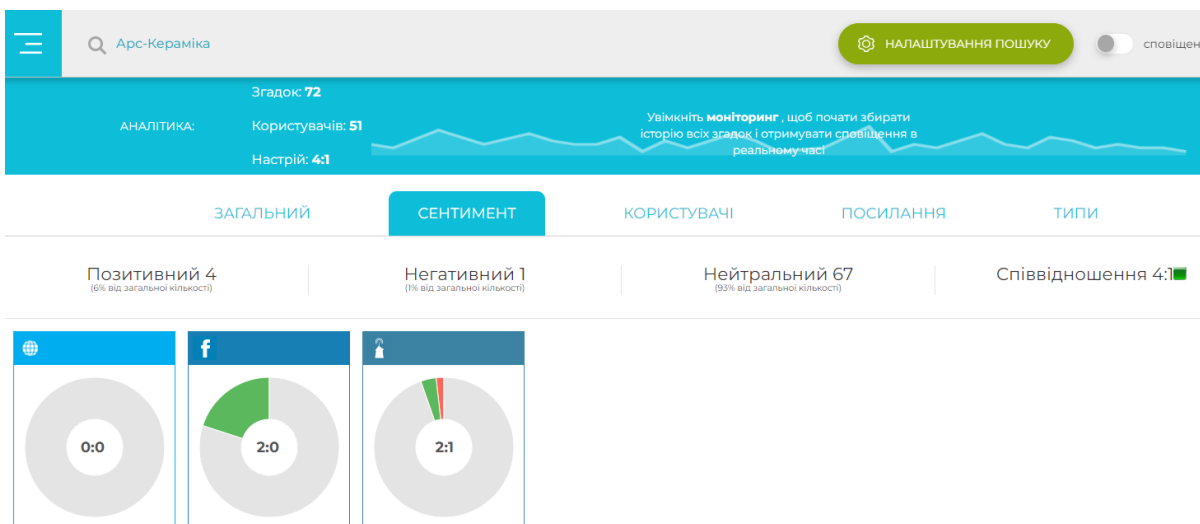 Арс-Кераміка
НАЛАШТУВАННЯ ПОШУКУ
сповіщен
АНАЛІТИКА:
Згадок: 72
Користувачів: 51
Настрій: 4:1
Увімкніть моніторинг , щоб почати збирати
історію всіх згадок і отримувати сповіщення в
реальному часі
ЗАГАЛЬНИЙ
СЕНТИМЕНТ
КОРИСТУВАЧІ
ПОСИЛАННЯ
ТИПИ
Позитивний 4
(6% від загальної кількості)
Негативний 1
(1% від загальної кількості)
Нейтральний 67
(93% від загальної кількості)
Співвідношення 4:1
f
0:0
2:0
2:1